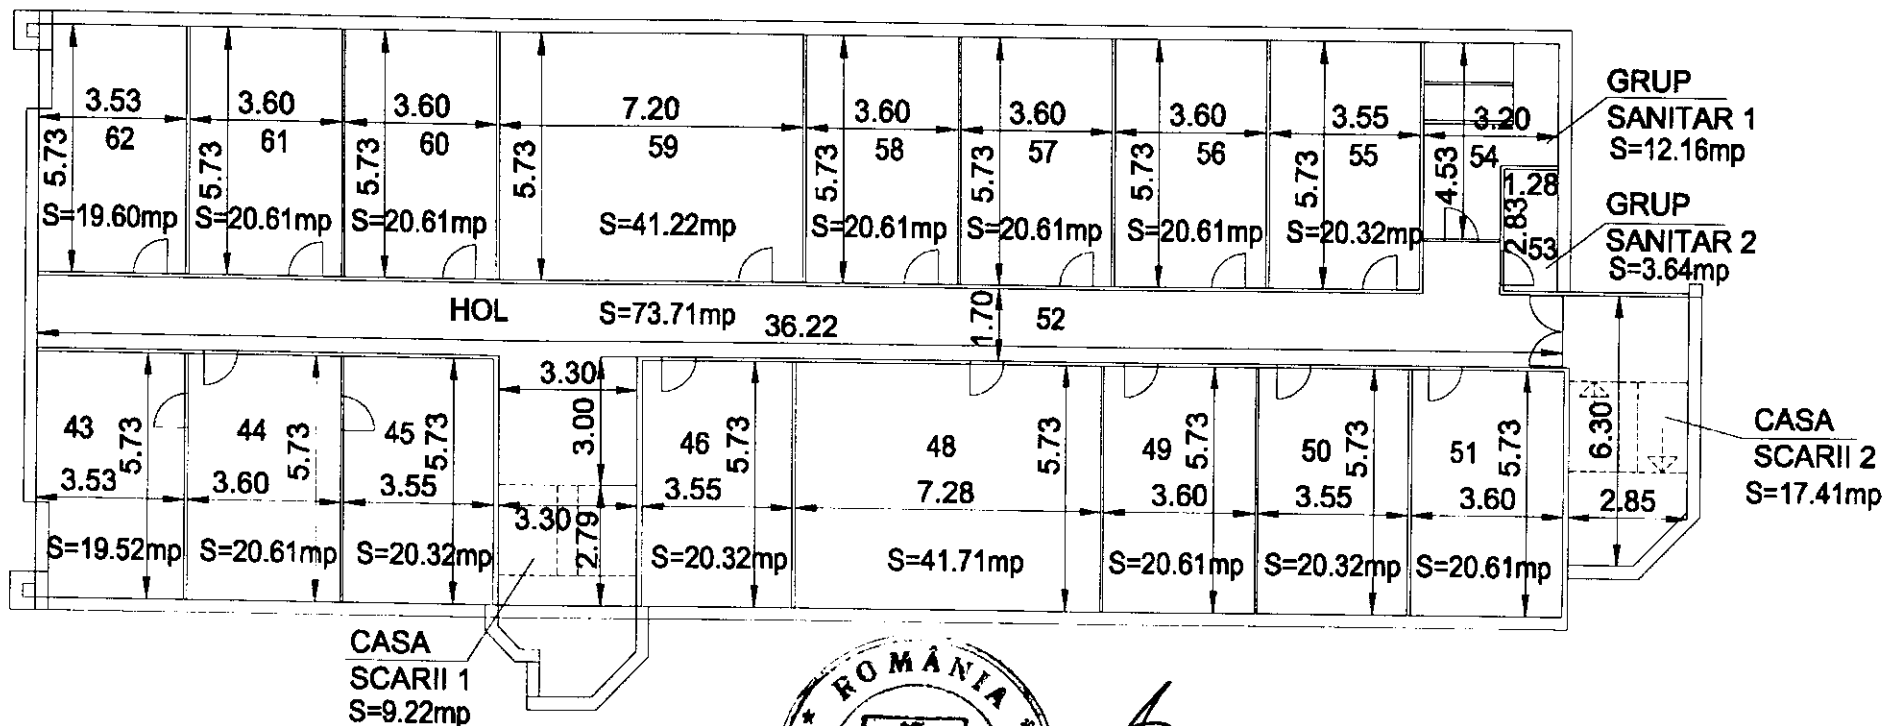 3.53 3.60 3.60 7.20 3.60 3.60 3.60 3.55 3.20
62 61 60 59 58 57 56 55 54
5.73 5.73 5.73 5.73 5.73 5.73 5.73 5.73 4.53
S=19.60mp S=20.61mp S=20.61mp S=41.22mp S=20.61mp S=20.61mp S=20.61mp S=20.32mp
GRUP
SANITAR 1
S=12.16mp
1.28
2.83
2.53
GRUP
SANITAR 2
S=3.64mp
HOL S=73.71mp 36.22 1.70 52
3.30
3.00
43 44 45 46 48 49 50 51
5.73 5.73 5.73 5.73 5.73 5.73 5.73 5.73
3.53 3.60 3.55 3.55 7.28 3.60 3.55 3.60
3.30
2.79
S=19.52mp S=20.61mp S=20.32mp S=20.32mp S=41.71mp S=20.61mp S=20.32mp S=20.61mp
6.30
2.85
CASA
SCARII 2
S=17.41mp
CASA
SCARII 1
S=9.22mp
* ROMÂNIA *